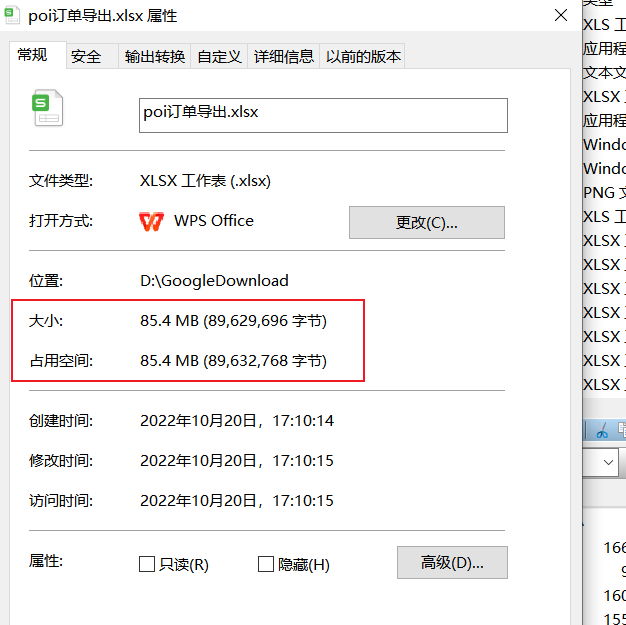 poi订单导出.xlsx 属性
常规 安全 输出转换 自定义 详细信息 以前的版本
poi订单导出.xlsx
文件类型: XLSX 工作表 (.xlsx)
打开方式: WPS Office 更改(C)...
位置: D:\GoogleDownload
大小: 85.4 MB (89,629,696 字节)
占用空间: 85.4 MB (89,632,768 字节)
创建时间: 2022年10月20日，17:10:14
修改时间: 2022年10月20日，17:10:15
访问时间: 2022年10月20日，17:10:15
属性: 只读(R) 隐藏(H) 高级(D)...
类型
XLS 工
应用程
文本文
XLSX
应用程
Windo
Windo
PNG 文
XLS 工
XLSX
XLSX
XLSX
XLSX
XLSX
XLSX
XLSX
166
9
160
155